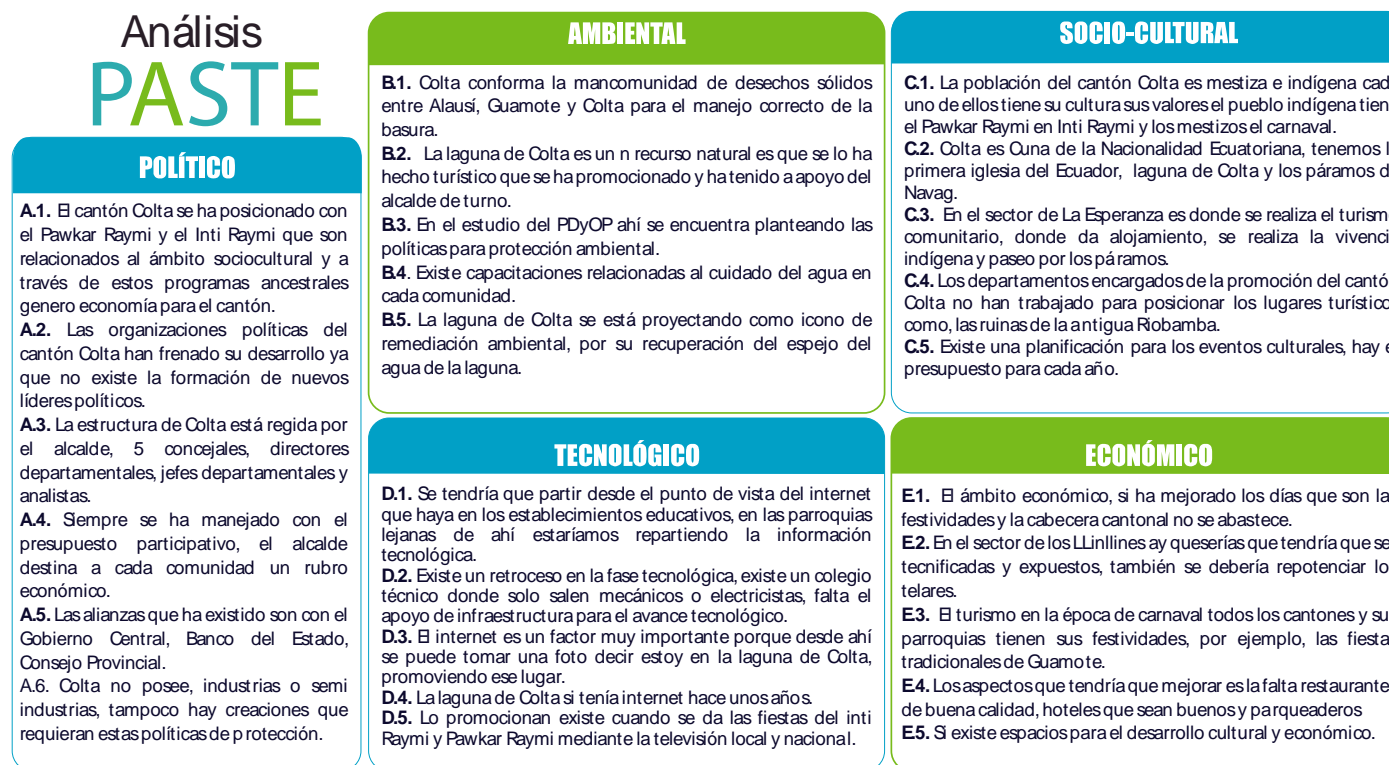 Análisis
PASTE
POLÍTICO
A.1. El cantón Colta se ha posicionado con
el Pawkar Raymi y el Inti Raymi que son
relacionados al ámbito sociocultural y a
través de estos programas ancestrales
genero economía para el cantón.
A.2. Las organizaciones políticas del
cantón Colta han frenado su desarrollo ya
que no existe la formación de nuevos
líderes políticos.
A.3. La estructura de Colta está regida por
el alcalde, 5 concejales, directores
departamentales, jefes departamentales y
analistas.
A.4. Siempre se ha manejado con el
presupuesto participativo, el alcalde
destina a cada comunidad un rubro
económico.
A.5. Las alianzas que ha existido son con el
Gobierno Central, Banco del Estado,
Consejo Provincial.
A.6. Colta no posee, industrias o semi
industrias, tampoco hay creaciones que
requieran estas políticas de p rotección.
AMBIENTAL
B.1. Colta conforma la mancomunidad de desechos sólidos
entre Alausí, Guamote y Colta para el manejo correcto de la
basura.
B.2. La laguna de Colta es un n recurso natural es que se lo ha
hecho turístico que se ha promocionado y ha tenido a apoyo del
alcalde de turno.
B.3. En el estudio del PDyOP ahí se encuentra planteando las
políticas para protección ambiental.
B.4. Existe capacitaciones relacionadas al cuidado del agua en
cada comunidad.
B.5. La laguna de Colta se está proyectando como icono de
remediación ambiental, por su recuperación del espejo del
agua de la laguna.
SOCIO-CULTURAL
C.1. La población del cantón Colta es mestiza e indígena cad
uno de ellos tiene su cultura sus valores el pueblo indígena tien
el Pawkar Raymi en Inti Raymi y los mestizos el carnaval.
C.2. Colta es Cuna de la Nacionalidad Ecuatoriana, tenemos l
primera iglesia del Ecuador, laguna de Colta y los páramos d
Navag.
C.3. En el sector de La Esperanza es donde se realiza el turism
comunitario, donde da alojamiento, se realiza la vivenci
indígena y paseo por los páramos.
C.4. Los departamentos encargados de la promoción del cantó
Colta no han trabajado para posicionar los lugares turístico
como, las ruinas de la antigua Riobamba.
C.5. Existe una planificación para los eventos culturales, hay e
presupuesto para cada año.
TECNOLÓGICO
D.1. Se tendría que partir desde el punto de vista del internet
que haya en los establecimientos educativos, en las parroquias
lejanas de ahí estaríamos repartiendo la información
tecnológica.
D.2. Existe un retroceso en la fase tecnológica, existe un colegio
técnico donde solo salen mecánicos o electricistas, falta el
apoyo de infraestructura para el avance tecnológico.
D.3. El internet es un factor muy importante porque desde ahí
se puede tomar una foto decir estoy en la laguna de Colta,
promoviendo ese lugar.
D.4. La laguna de Colta si tenía internet hace unos años.
D.5. Lo promocionan existe cuando se da las fiestas del inti
Raymi y Pawkar Raymi mediante la televisión local y nacional.
ECONÓMICO
E.1. El ámbito económico, si ha mejorado los días que son la
festividades y la cabecera cantonal no se abastece.
E.2. En el sector de los LLinllines ay queserías que tendría que se
tecnificadas y expuestos, también se debería repotenciar lo
telares.
E.3. El turismo en la época de carnaval todos los cantones y su
parroquias tienen sus festividades, por ejemplo, las fiesta
tradicionales de Guamote.
E.4. Los aspectos que tendría que mejorar es la falta restaurante
de buena calidad, hoteles que sean buenos y parqueaderos
E.5. Si existe espacios para el desarrollo cultural y económico.